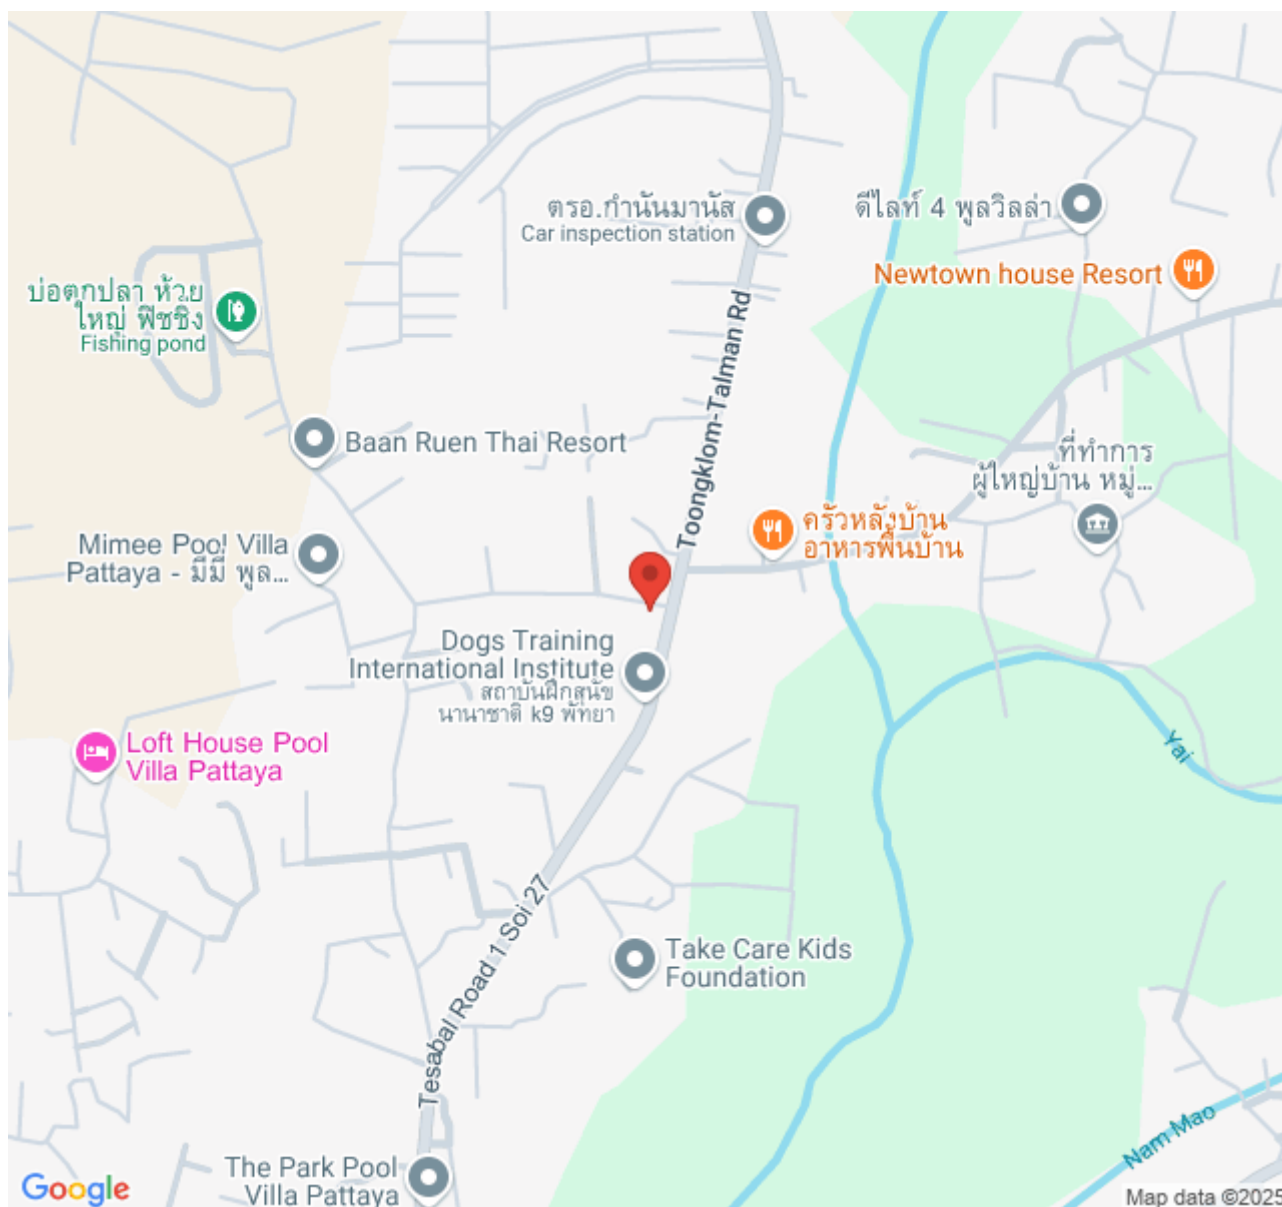 ตรอ.กำนันมานัส
Car inspection station
ดีไลท์ 4 พูลวิลล่า
Newtown house Resort
บ่อตกปลา ห้วย
ใหญ่ ฟิชชิ่ง
Fishing pond
Toongklom-Talman Rd
Baan Ruen Thai Resort
ที่ทำการ
ผู้ใหญ่บ้าน หมู่...
ครัวหลังบ้าน
อาหารพื้นบ้าน
Mimee Pool Villa
Pattaya - มีมี่ พูล...
Dogs Training
International Institute
สถาบันฝึกสุนัข
นานาชาติ k9 พัทยา
Loft House Pool
Villa Pattaya
Yai
Tesabal Road 1 Soi 27
Take Care Kids
Foundation
Nam Mao
The Park Pool
Villa Pattaya
Google
Map data ©2025